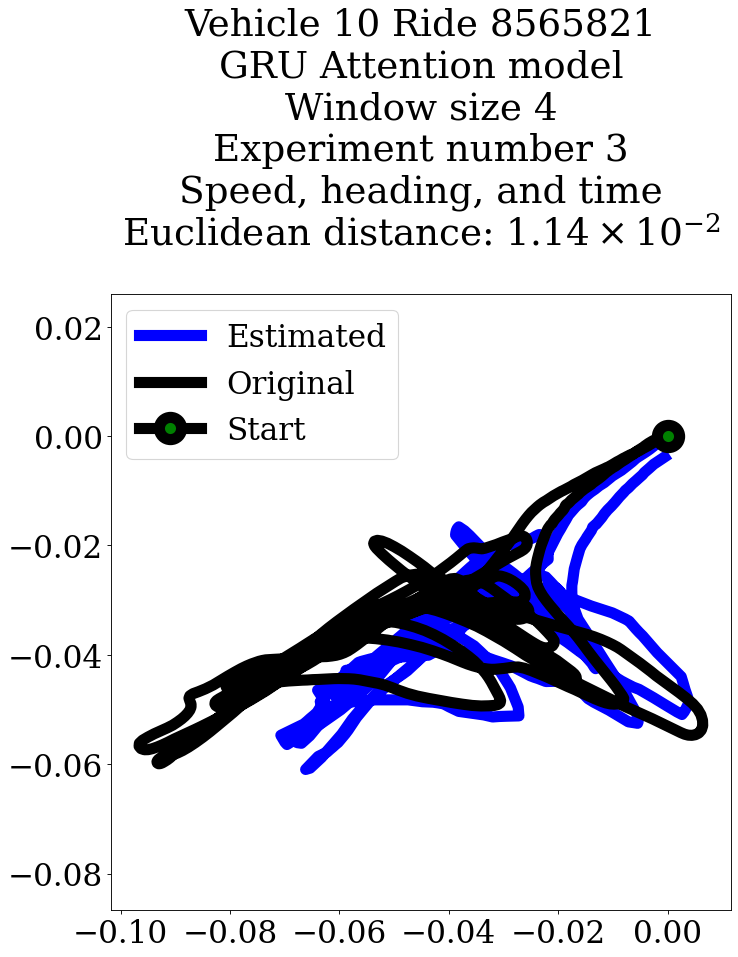 Vehicle 10 Ride 8565821
GRU Attention model
Window size 4
Experiment number 3
Speed, heading, and time
Euclidean distance: 1.14 × 10⁻²
Estimated
Original
Start
0.02
0.00
−0.02
−0.04
−0.06
−0.08
−0.10 −0.08 −0.06 −0.04 −0.02 0.00